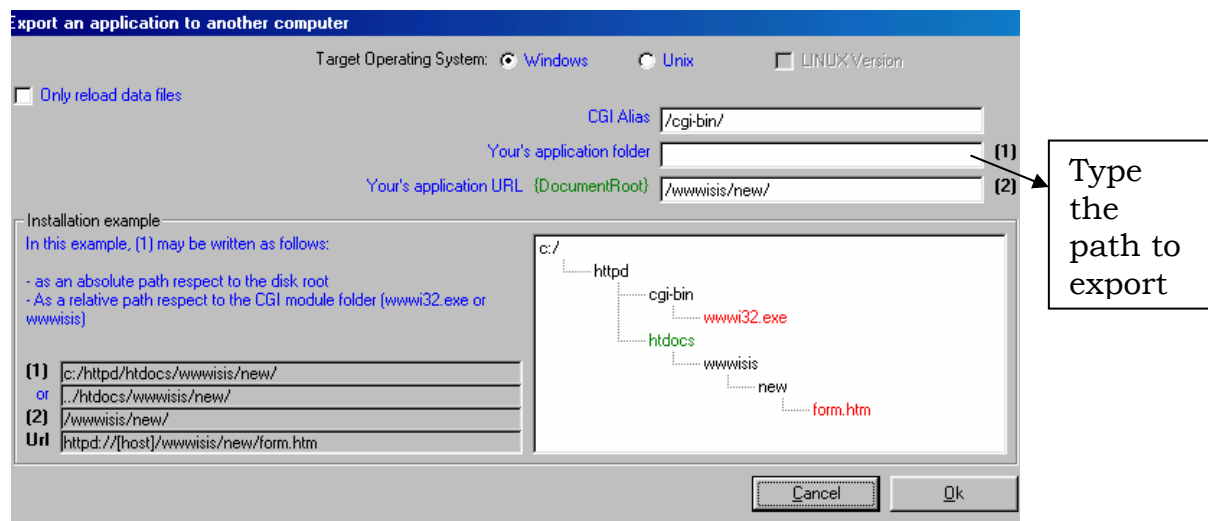 Export an application to another computer
Target Operating System: Windows Unix LINUX Version
Only reload data files
CGI Alias /cgi-bin/
Your's application folder (1)
Your's application URL {DocumentRoot} /wwwisis/new/ (2)
Type
the
path to
export
Installation example
In this example, (1) may be written as follows:
- as an absolute path respect to the disk root
- As a relative path respect to the CGI module folder (wwwi32.exe or
wwwisis)
(1) c:/httpd/htdocs/wwwisis/new/
or ../htdocs/wwwisis/new/
(2) /wwwisis/new/
Url httpd://[host]/wwwisis/new/form.htm
c:/
httpd
cgi-bin
wwwi32.exe
htdocs
wwwisis
new
form.htm
Cancel Ok